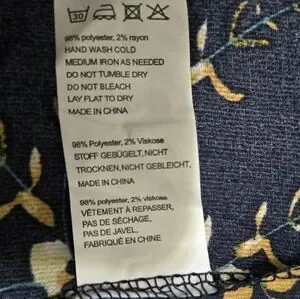 30
98% polyester, 2% rayon
HAND WASH COLD
MEDIUM IRON AS NEEDED
DO NOT TUMBLE DRY
DO NOT BLEACH
LAY FLAT TO DRY
MADE IN CHINA
98% Polyester, 2% Viskose
STOFF GEBÜGELT, NICHT
TROCKNEN, NICHT GEBLEICHT,
MADE IN CHINA
98% polyester, 2% viscose
VÊTEMENT À REPASSER,
PAS DE SÉCHAGE,
PAS DE JAVEL,
FABRIQUÉ EN CHINE